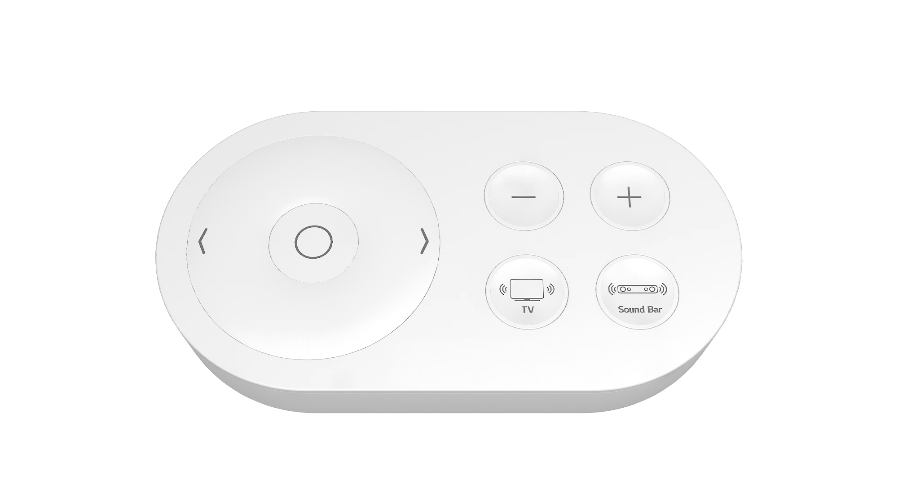 − +
TV
Sound Bar